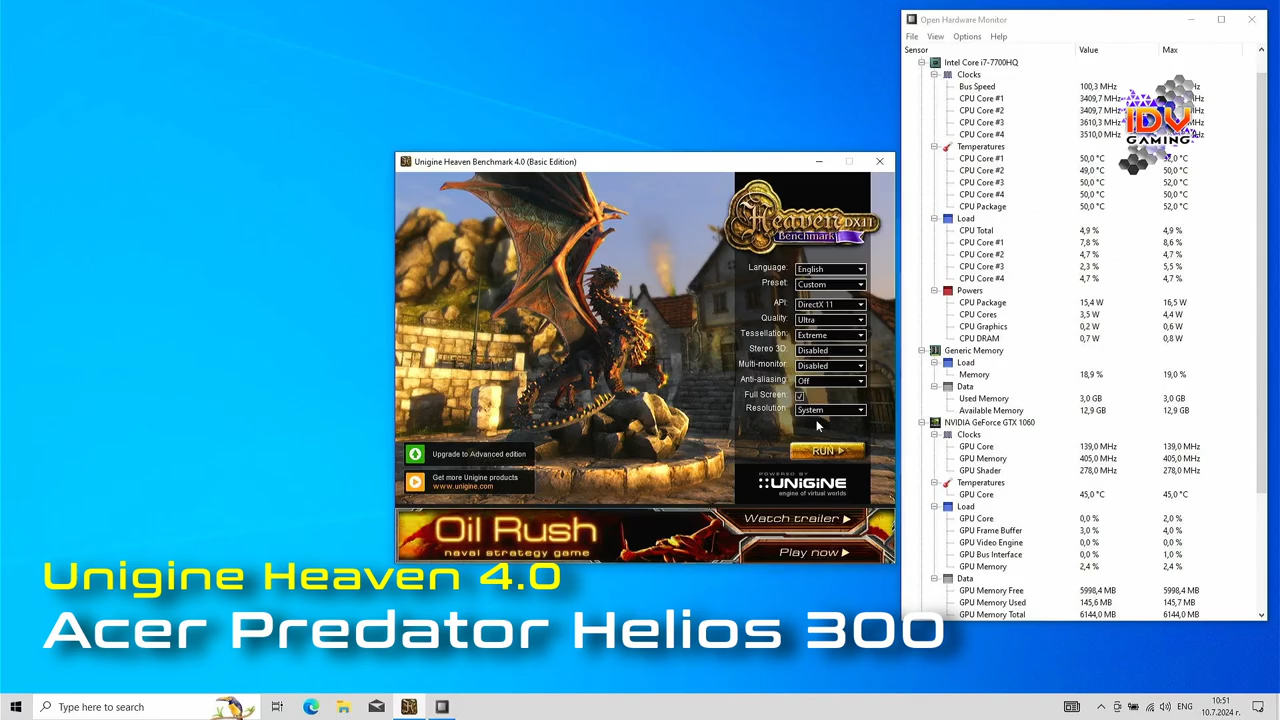 Open Hardware Monitor
File View Options Help
Sensor Value Max
Intel Core i7-7700HQ
Clocks
Bus Speed 100,3 MHz Hz
CPU Core #1 3409,7 MHz Hz
CPU Core #2 3409,7 MHz Hz
CPU Core #3 3610,3 MHz Hz
CPU Core #4 3510,0 MHz Hz
IDV
GAMING
Temperatures
CPU Core #1 50,0 °C ,0 °C
CPU Core #2 49,0 °C 50,0 °C
CPU Core #3 50,0 °C 52,0 °C
CPU Core #4 50,0 °C 50,0 °C
CPU Package 50,0 °C 52,0 °C
Load
CPU Total 4,9 % 4,9 %
CPU Core #1 7,8 % 8,6 %
CPU Core #2 4,7 % 4,7 %
CPU Core #3 2,3 % 5,5 %
CPU Core #4 4,7 % 4,7 %
Powers
CPU Package 15,4 W 16,5 W
CPU Cores 3,5 W 4,4 W
CPU Graphics 0,2 W 0,6 W
CPU DRAM 0,7 W 0,8 W
Generic Memory
Load
Memory 18,9 % 19,0 %
Data
Used Memory 3,0 GB 3,0 GB
Available Memory 12,9 GB 12,9 GB
NVIDIA GeForce GTX 1060
Clocks
GPU Core 139,0 MHz 139,0 MHz
GPU Memory 405,0 MHz 405,0 MHz
GPU Shader 278,0 MHz 278,0 MHz
Temperatures
GPU Core 45,0 °C 45,0 °C
Load
GPU Core 0,0 % 2,0 %
GPU Frame Buffer 3,0 % 4,0 %
GPU Video Engine 0,0 % 0,0 %
GPU Bus Interface 0,0 % 1,0 %
GPU Memory 2,4 % 2,4 %
Data
GPU Memory Free 5998,4 MB 5998,4 MB
GPU Memory Used 145,6 MB 145,7 MB
GPU Memory Total 6144,0 MB 6144,0 MB
Unigine Heaven Benchmark 4.0 (Basic Edition)
Heaven DX11
Benchmark
Language: English
Preset: Custom
API: DirectX 11
Quality: Ultra
Tessellation: Extreme
Stereo 3D: Disabled
Multi-monitor: Disabled
Anti-aliasing: Off
Full Screen:
Resolution: System
RUN
Upgrade to Advanced edition
Get more Unigine products
www.unigine.com
POWERED BY
UNIGINE
engine of virtual worlds
Oil Rush
naval strategy game
Watch trailer
Play now
Unigine Heaven 4.0
Acer Predator Helios 300
Type here to search
ENG
10:51
10.7.2024 г.